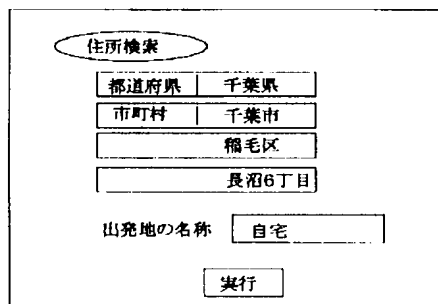 住所検索
都道府県 千葉県
市町村 千葉市
稲毛区
長沼6丁目
出発地の名称 自宅
実行